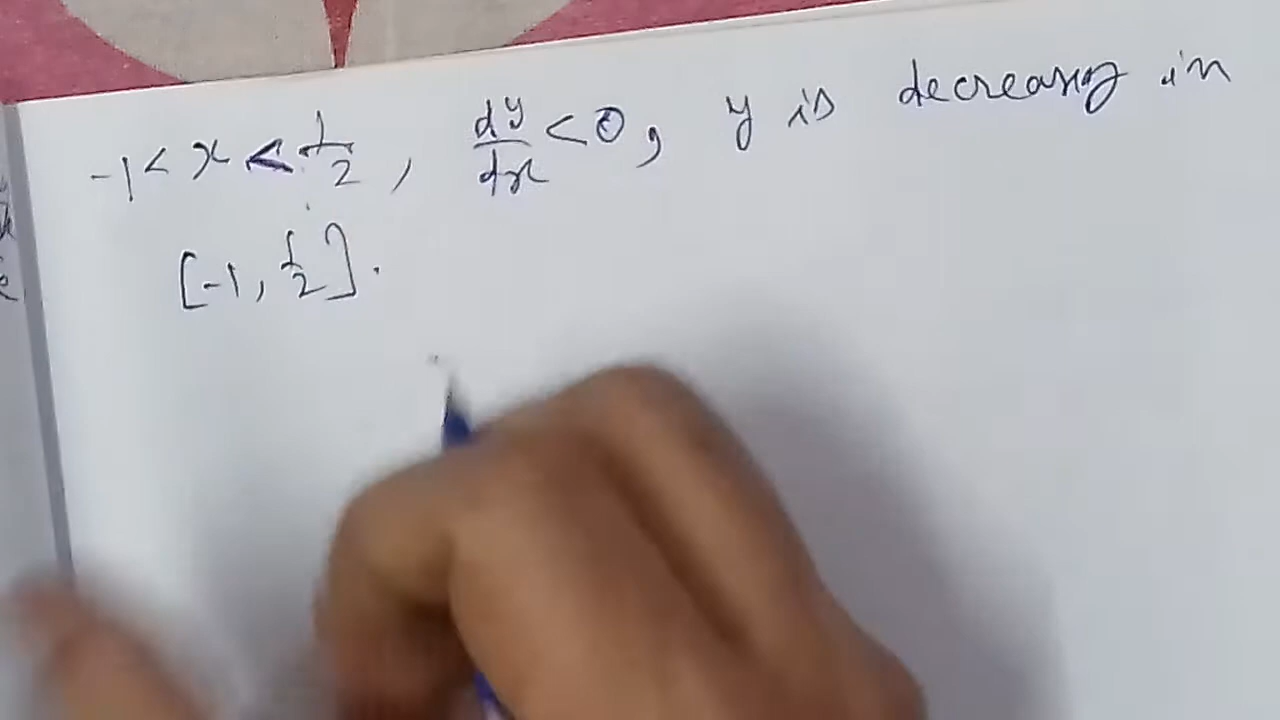 -1 < x < 1/2 , dy/dx < 0, y is decreasing in
[-1, 1/2].